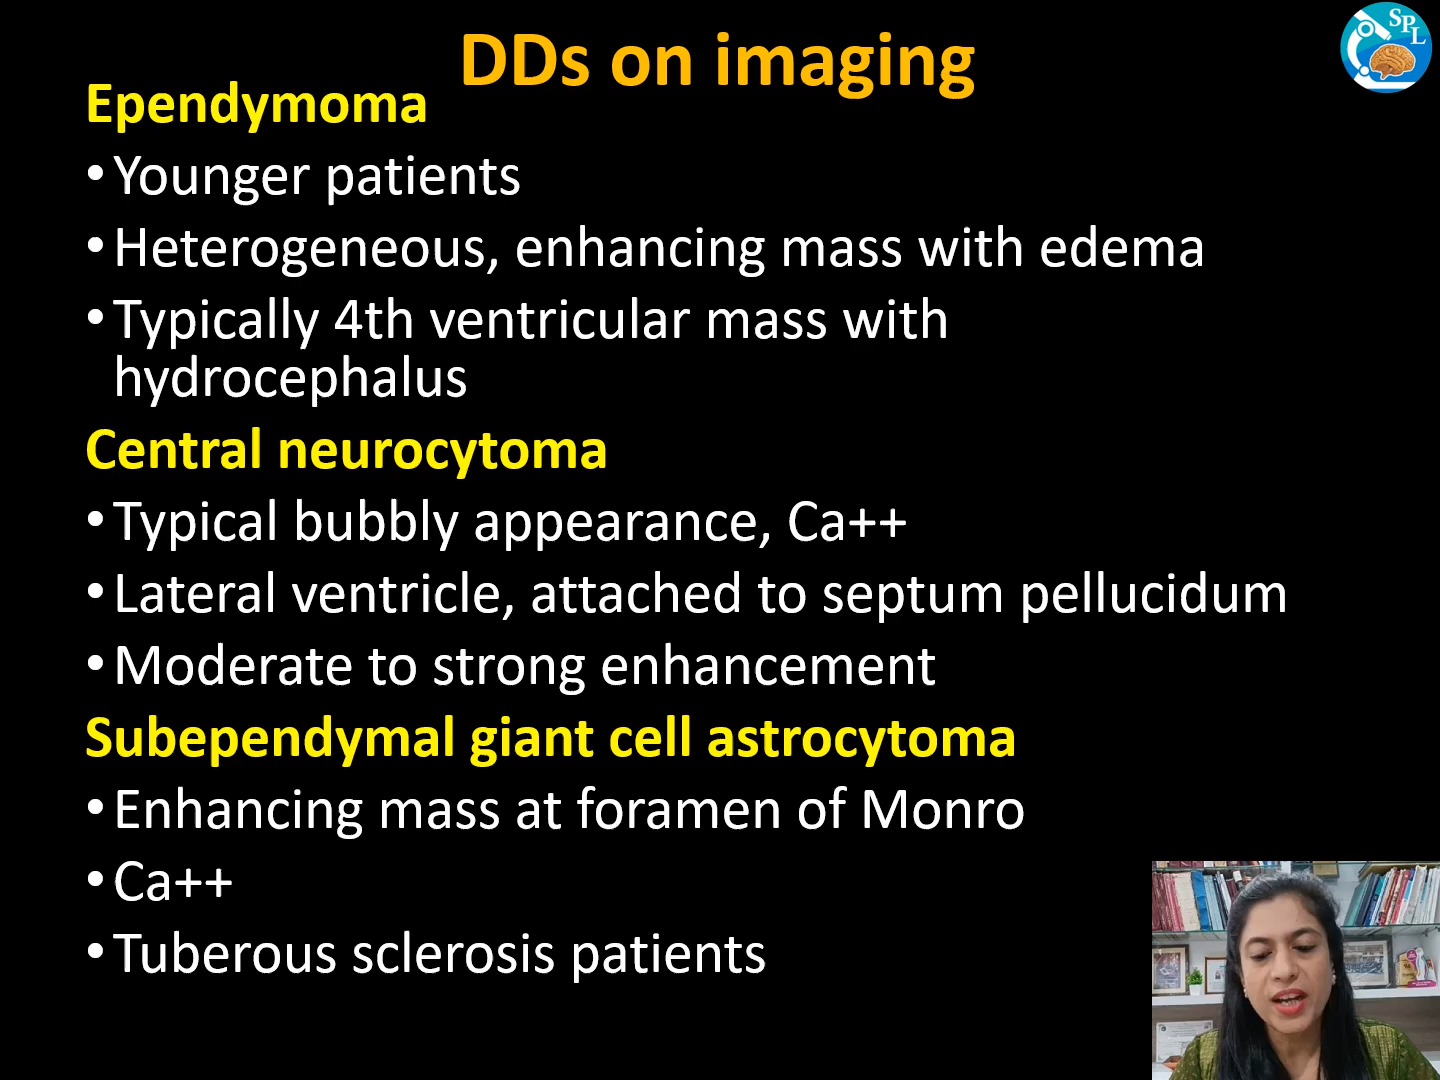 DDs on imaging
SPL
Ependymoma
•Younger patients
•Heterogeneous, enhancing mass with edema
•Typically 4th ventricular mass with
hydrocephalus
Central neurocytoma
•Typical bubbly appearance, Ca++
•Lateral ventricle, attached to septum pellucidum
•Moderate to strong enhancement
Subependymal giant cell astrocytoma
•Enhancing mass at foramen of Monro
•Ca++
•Tuberous sclerosis patients